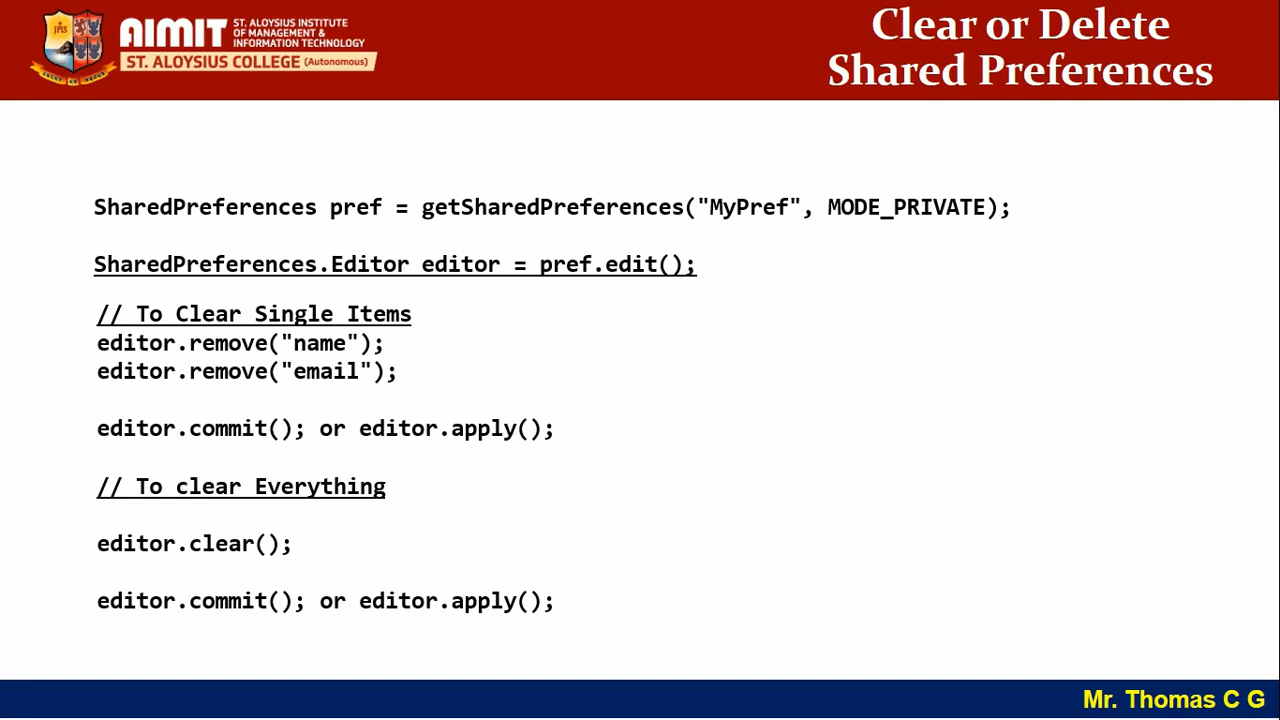 AIMIT
ST. ALOYSIUS INSTITUTE
OF MANAGEMENT &
INFORMATION TECHNOLOGY
ST. ALOYSIUS COLLEGE (Autonomous)
Clear or Delete
Shared Preferences
SharedPreferences pref = getSharedPreferences("MyPref", MODE_PRIVATE);
SharedPreferences.Editor editor = pref.edit();
// To Clear Single Items
editor.remove("name");
editor.remove("email");
editor.commit(); or editor.apply();
// To clear Everything
editor.clear();
editor.commit(); or editor.apply();
Mr. Thomas C G